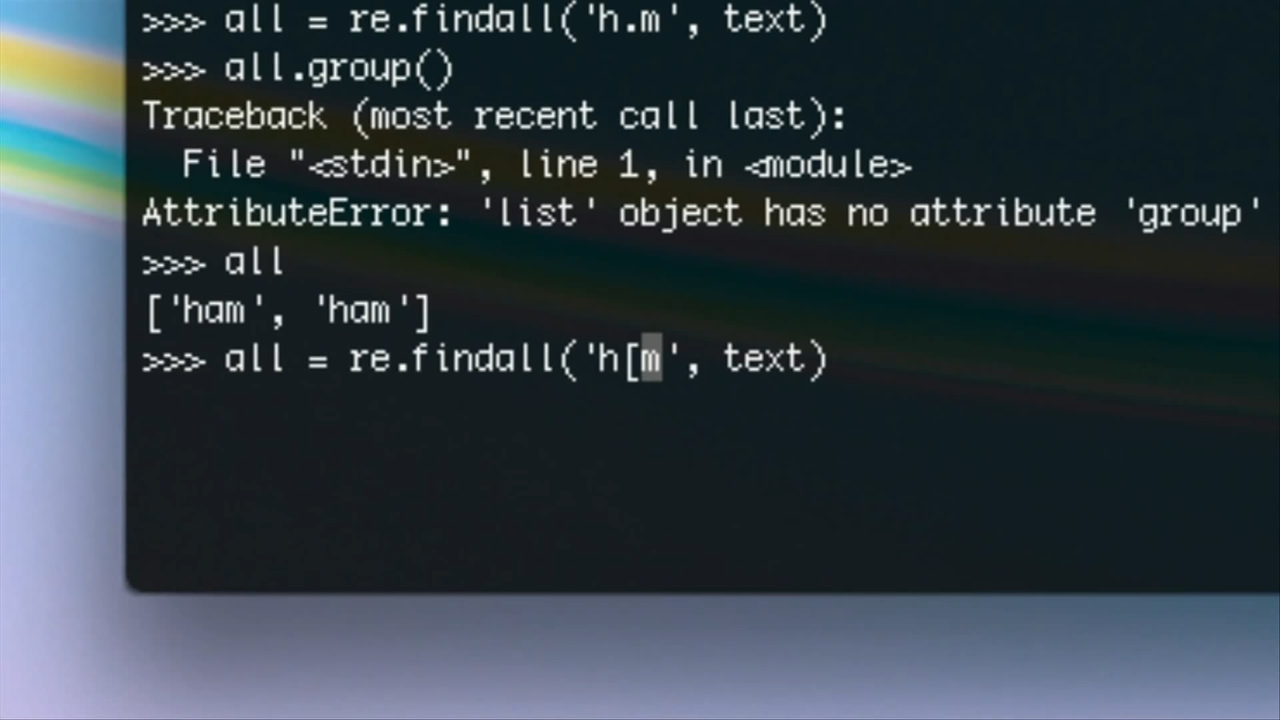 >>> all = re.findall('h.m', text)
>>> all.group()
Traceback (most recent call last):
  File "<stdin>", line 1, in <module>
AttributeError: 'list' object has no attribute 'group'
>>> all
['ham', 'ham']
>>> all = re.findall('h[m', text)